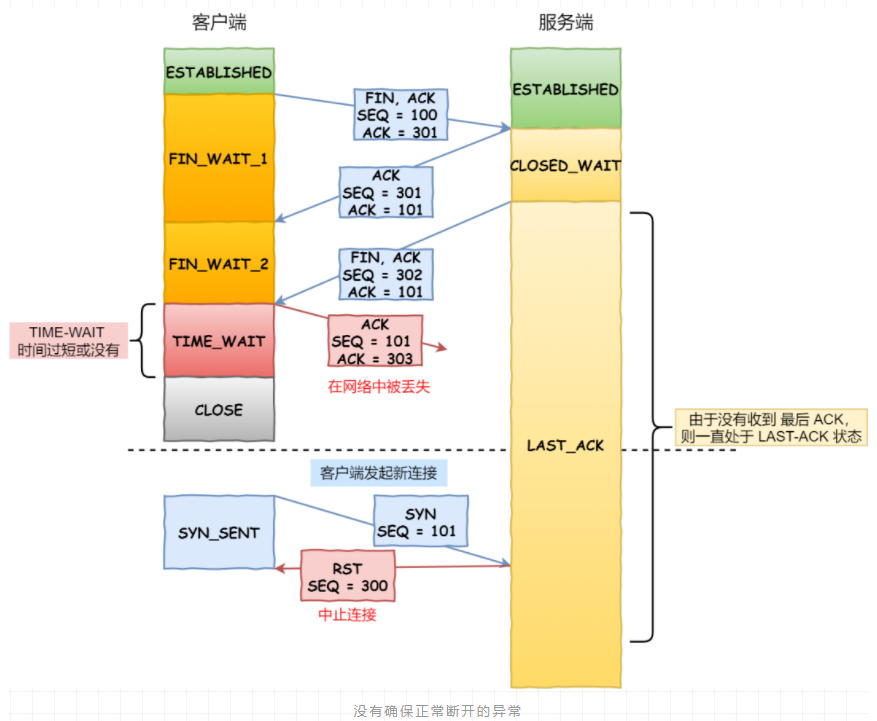 客户端
服务端
ESTABLISHED
ESTABLISHED
FIN, ACK
SEQ = 100
ACK = 301
FIN_WAIT_1
CLOSED_WAIT
ACK
SEQ = 301
ACK = 101
FIN_WAIT_2
FIN, ACK
SEQ = 302
ACK = 101
TIME-WAIT
时间过短或没有
TIME_WAIT
ACK
SEQ = 101
ACK = 303
在网络中被丢失
CLOSE
LAST_ACK
由于没有收到 最后 ACK,
则一直处于 LAST-ACK 状态
客户端发起新连接
SYN_SENT
SYN
SEQ = 101
RST
SEQ = 300
中止连接
没有确保正常断开的异常